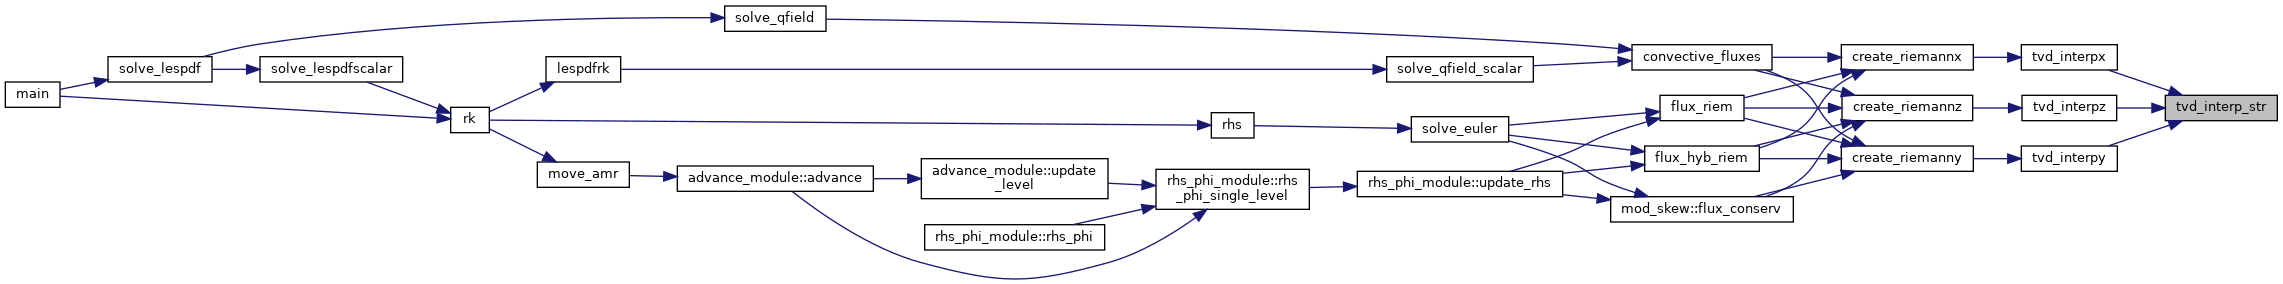 main
solve_lespdf
solve_lespdfscalar
rk
lespdfrk
move_amr
solve_qfield
advance_module::advance
advance_module::update
_level
rhs_phi_module::rhs_phi
rhs_phi_module::rhs
_phi_single_level
rhs
solve_qfield_scalar
solve_euler
rhs_phi_module::update_rhs
convective_fluxes
flux_riem
flux_hyb_riem
mod_skew::flux_conserv
create_riemannx
create_riemannz
create_riemanny
tvd_interpx
tvd_interpz
tvd_interpy
tvd_interp_str